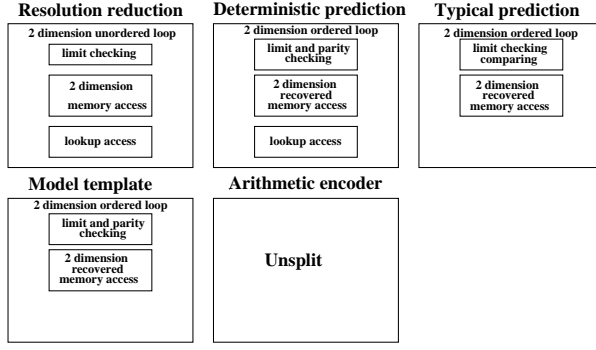 Resolution reduction
2 dimension unordered loop
limit checking
2 dimension
memory access
lookup access
Deterministic prediction
2 dimension ordered loop
limit and parity
checking
2 dimension
recovered
memory access
lookup access
Typical prediction
2 dimension ordered loop
limit checking
comparing
2 dimension
recovered
memory access
Model template
2 dimension ordered loop
limit and parity
checking
2 dimension
recovered
memory access
Arithmetic encoder
Unsplit